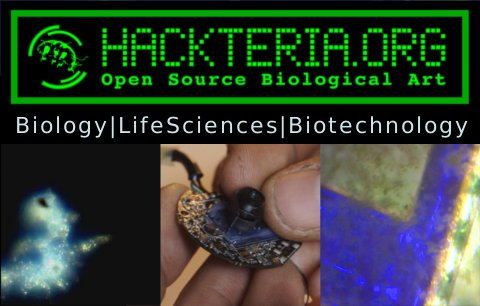 HACKTERIA.ORG
Open Source Biological Art
Biology|LifeSciences|Biotechnology